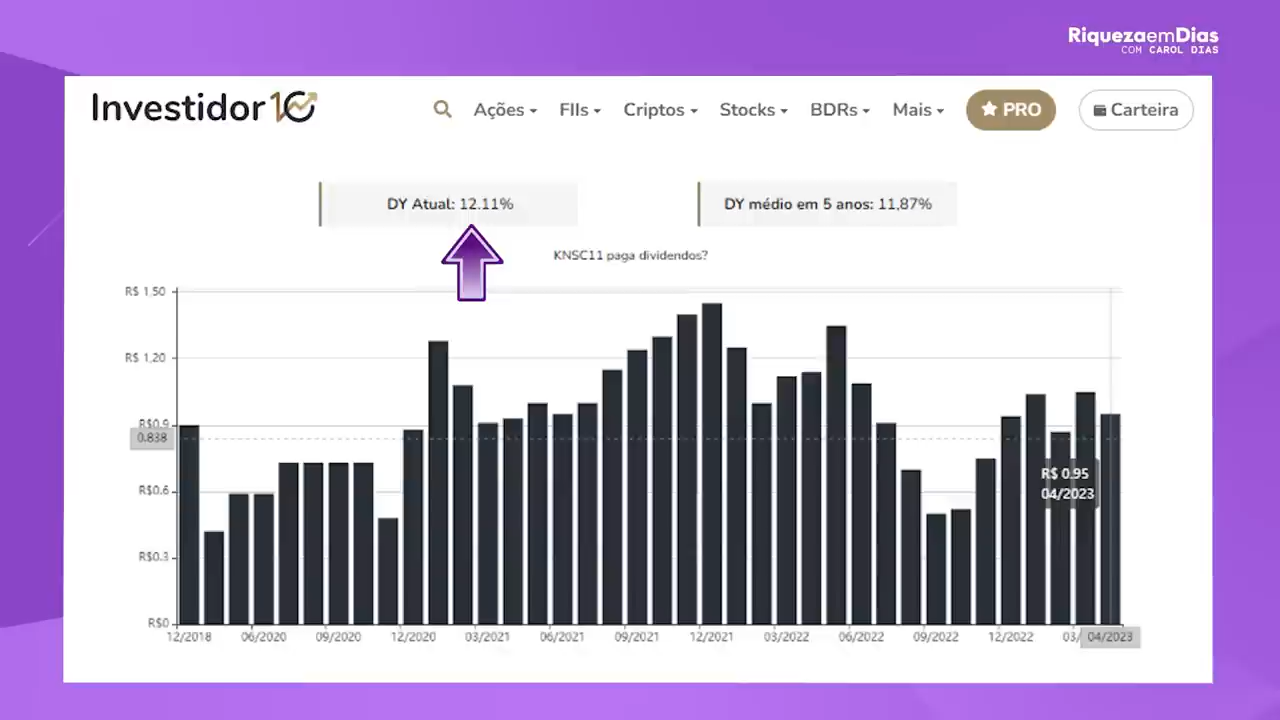 RiquezaemDias
COM CAROL DIAS
Investidor10
Ações FIIs Criptos Stocks BDRs Mais PRO Carteira
DY Atual: 12.11% DY médio em 5 anos: 11,87%
KNSC11 paga dividendos?
R$ 1,50
R$ 1,20
R$0.9
0.838
R$ 0.95
04/2023
R$0.6
R$0.3
R$0
12/2018 06/2020 09/2020 12/2020 03/2021 06/2021 09/2021 12/2021 03/2022 06/2022 09/2022 12/2022 03/ 04/2023